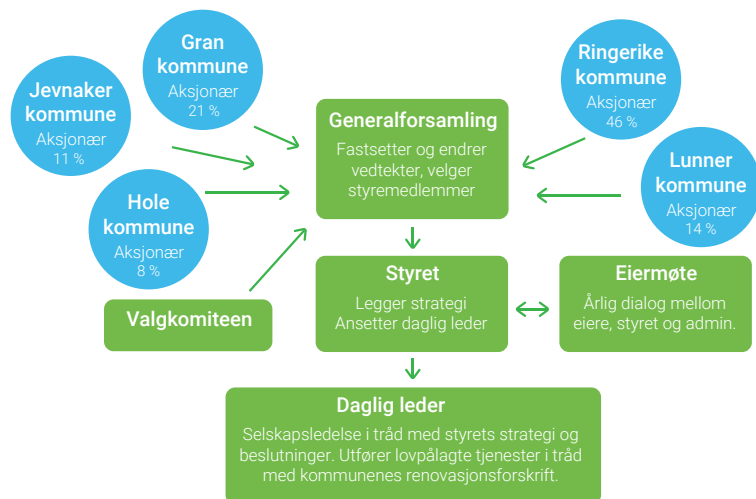 Gran
kommune
Aksjonær
21 %
Jevnaker
kommune
Aksjonær
11 %
Hole
kommune
Aksjonær
8 %
Ringerike
kommune
Aksjonær
46 %
Lunner
kommune
Aksjonær
14 %
Generalforsamling
Fastsetter og endrer
vedtekter, velger
styremedlemmer
Valgkomiteen
Styret
Legger strategi
Ansetter daglig leder
Eiermøte
Årlig dialog mellom
eiere, styret og admin.
Daglig leder
Selskapsledelse i tråd med styrets strategi og
beslutninger. Utfører lovpålagte tjenester i tråd
med kommunenes renovasjonsforskrift.